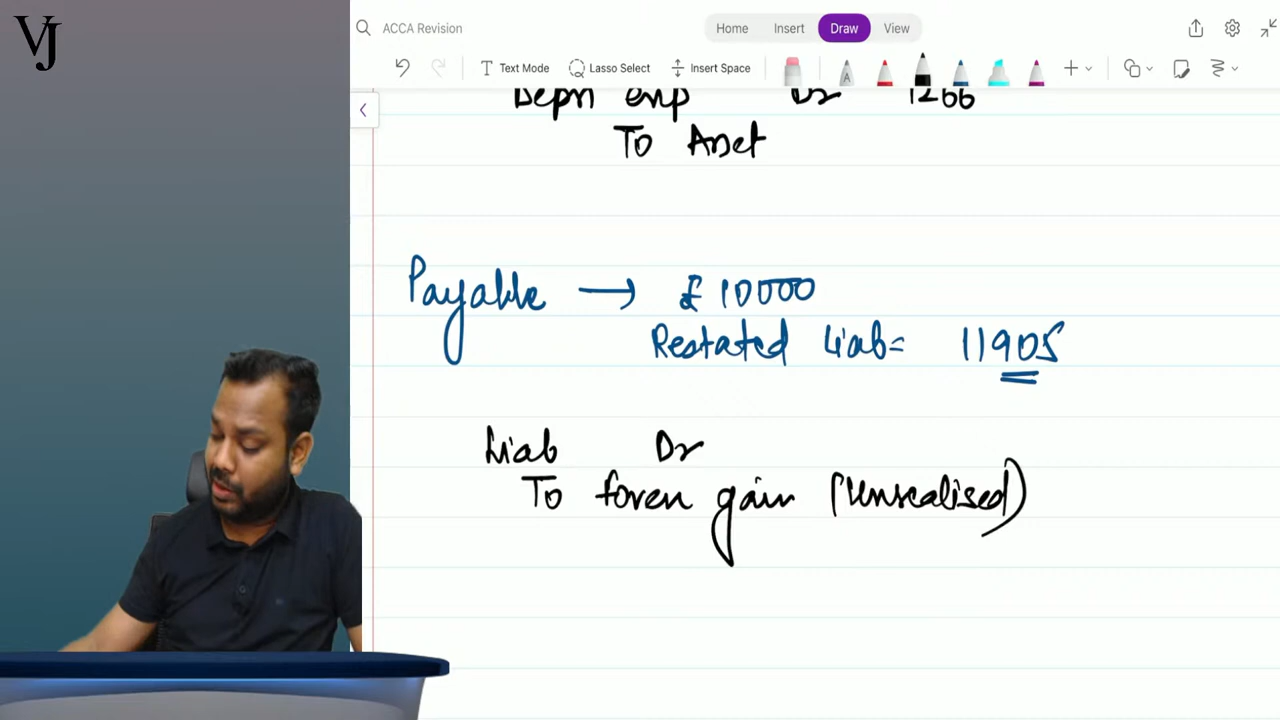 VJ
ACCA Revision
Home Insert Draw View
Text Mode Lasso Select Insert Space
Depn exp Dr 1266
To Asset
Payable → £ 10000
Restated Liab = 11905
Liab Dr
To forex gain (Unrealised)